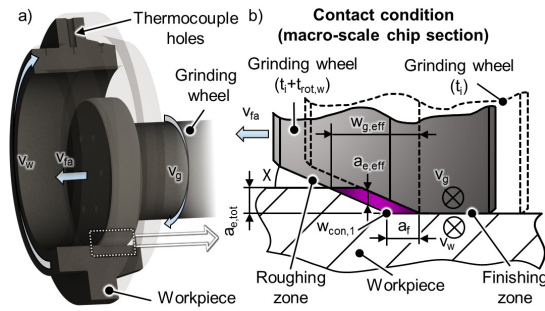 a)
Thermocouple
holes
Grinding
wheel
v_w
v_fa
v_g
Workpiece
b)
Contact condition
(macro-scale chip section)
Grinding wheel
(t_i+t_rot,w)
Grinding wheel
(t_i)
v_fa
w_g,eff
a_e,eff
v_g
X
a_e,tot
w_con,1
a_f
v_w
Roughing
zone
Workpiece
Finishing
zone